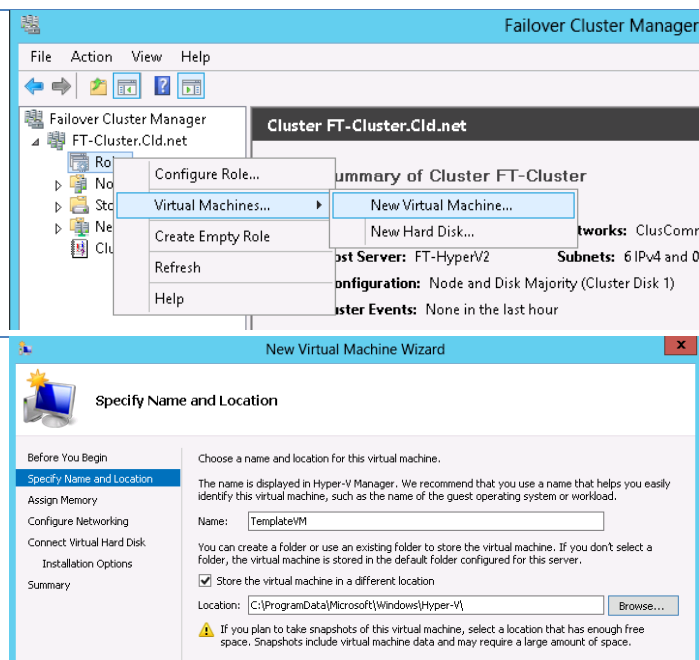 Failover Cluster Manager
File Action View Help
Failover Cluster Manager
Cluster FT-Cluster.Cld.net
FT-Cluster.Cld.net
Configure Role...
Virtual Machines...
New Virtual Machine...
Create Empty Role
New Hard Disk...
Refresh
Help
of Cluster FT-Cluster
Server: FT-HyperV2
Subnets: 6 IPv4 and 0
Node and Disk Majority (Cluster Disk 1)
Events: None in the last hour
New Virtual Machine Wizard
x
Specify Name and Location
Before You Begin
Specify Name and Location
Assign Memory
Configure Networking
Connect Virtual Hard Disk
Installation Options
Summary
Choose a name and location for this virtual machine.
The name is displayed in Hyper-V Manager. We recommend that you use a name that helps you easily
identify this virtual machine, such as the name of the guest operating system or workload.
Name: TemplateVM
You can create a folder or use an existing folder to store the virtual machine. If you don't select a
folder, the virtual machine is stored in the default folder configured for this server.
Store the virtual machine in a different location
Location: C:\ProgramData\Microsoft\Windows\Hyper-V\ Browse...
If you plan to take snapshots of this virtual machine, select a location that has enough free
space. Snapshots include virtual machine data and may require a large amount of space.